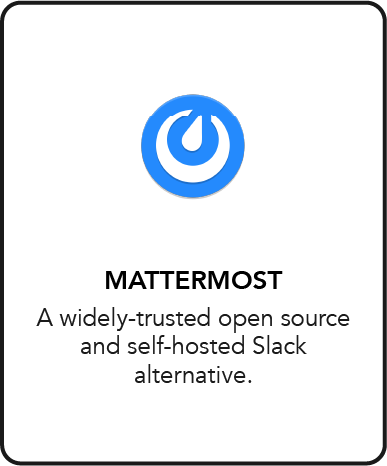 MATTERMOST
A widely-trusted open source
and self-hosted Slack
alternative.